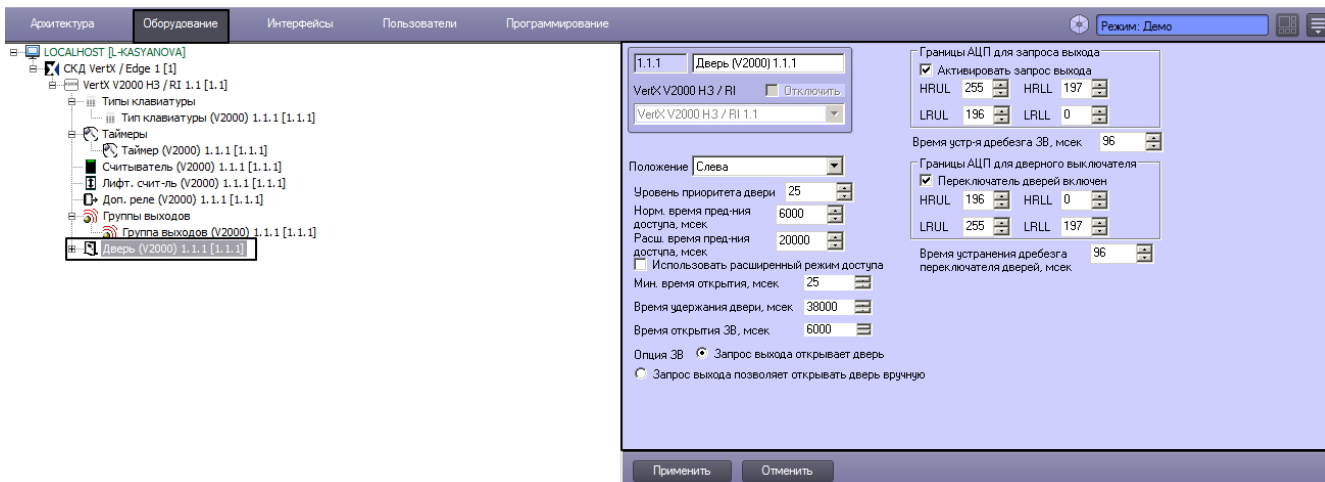 Архитектура Оборудование Интерфейсы Пользователи Программирование Режим: Демо
LOCALHOST [L-KASYANOVA]
СКД VertX / Edge 1 [1]
VertX V2000 H3 / RI 1.1 [1.1]
Типы клавиатуры
Тип клавиатуры (V2000) 1.1.1 [1.1.1]
Таймеры
Таймер (V2000) 1.1.1 [1.1.1]
Считыватель (V2000) 1.1.1 [1.1.1]
Лифт. счит-ль (V2000) 1.1.1 [1.1.1]
Доп. реле (V2000) 1.1.1 [1.1.1]
Группы выходов
Группа выходов (V2000) 1.1.1 [1.1.1]
Дверь (V2000) 1.1.1 [1.1.1]
1.1.1 Дверь (V2000) 1.1.1
VertX V2000 H3 / RI Отключить
VertX V2000 H3 / RI 1.1
Положение Слева
Уровень приоритета двери 25
Норм. время пред-ния доступа, мсек 6000
Расш. время пред-ния доступа, мсек 20000
Использовать расширенный режим доступа
Мин. время открытия, мсек 25
Время удержания двери, мсек 38000
Время открытия ЗВ, мсек 6000
Опция ЗВ Запрос выхода открывает дверь
Запрос выхода позволяет открывать дверь вручную
Границы АЦП для запроса выхода
Активировать запрос выхода
HRUL 255 HRLL 197
LRUL 196 LRLL 0
Время устр-я дребезга ЗВ, мсек 96
Границы АЦП для дверного выключателя
Переключатель дверей включен
HRUL 196 HRLL 0
LRUL 255 LRLL 197
Время устранения дребезга переключателя дверей, мсек 96
Применить Отменить